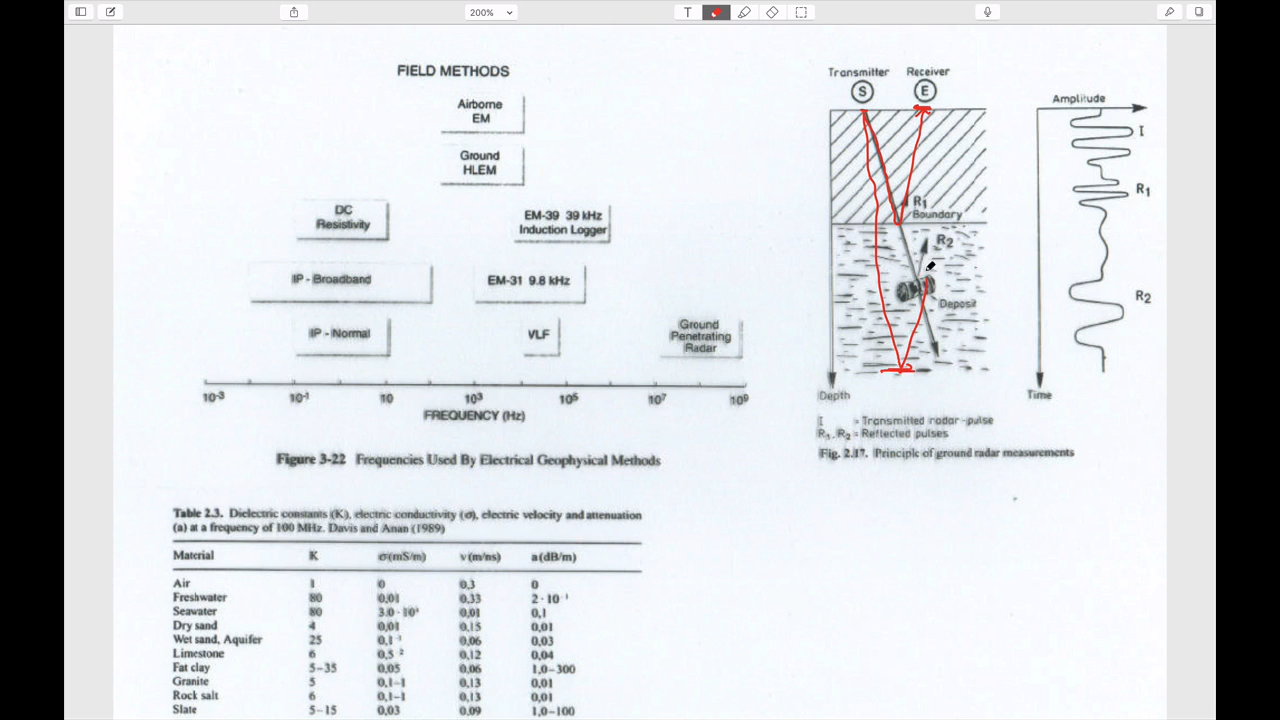 200%
T
FIELD METHODS
Airborne
EM
Ground
HLEM
DC
Resistivity
EM-39 39 kHz
Induction Logger
IP - Broadband
EM-31 9.8 kHz
IP - Normal
VLF
Ground
Penetrating
Radar
10-3 10-1 10 103 105 107 109
FREQUENCY (Hz)
Figure 3-22 Frequencies Used By Electrical Geophysical Methods
Transmitter Receiver
S E
R1
Boundary
R2
Deposit
Depth
Amplitude
I
R1
R2
Time
I = Transmitted radar-pulse
R1, R2 = Reflected pulses
Fig. 2.17. Principle of ground radar measurements
Table 2.3. Dielectric constants (K), electric conductivity (σ), electric velocity and attenuation
(a) at a frequency of 100 MHz. Davis and Anan (1989)
Material K σ(mS/m) v(m/ns) a(dB/m)
Air 1 0 0,3 0
Freshwater 80 0,01 0,33 2 · 10-1
Seawater 80 0,01 0,1
Dry sand 4 0,01 0,15 0,01
Wet sand, Aquifer 25 0,06 0,03
Limestone 6 0,12 0,04
Fat clay 5-35 0,05 0,06 1,0-300
Granite 5 0,1-1 0,13 0,01
Rock salt 6 0,1-1 0,13 0,01
Slate 5-15 0,03 0,09 1,0-100